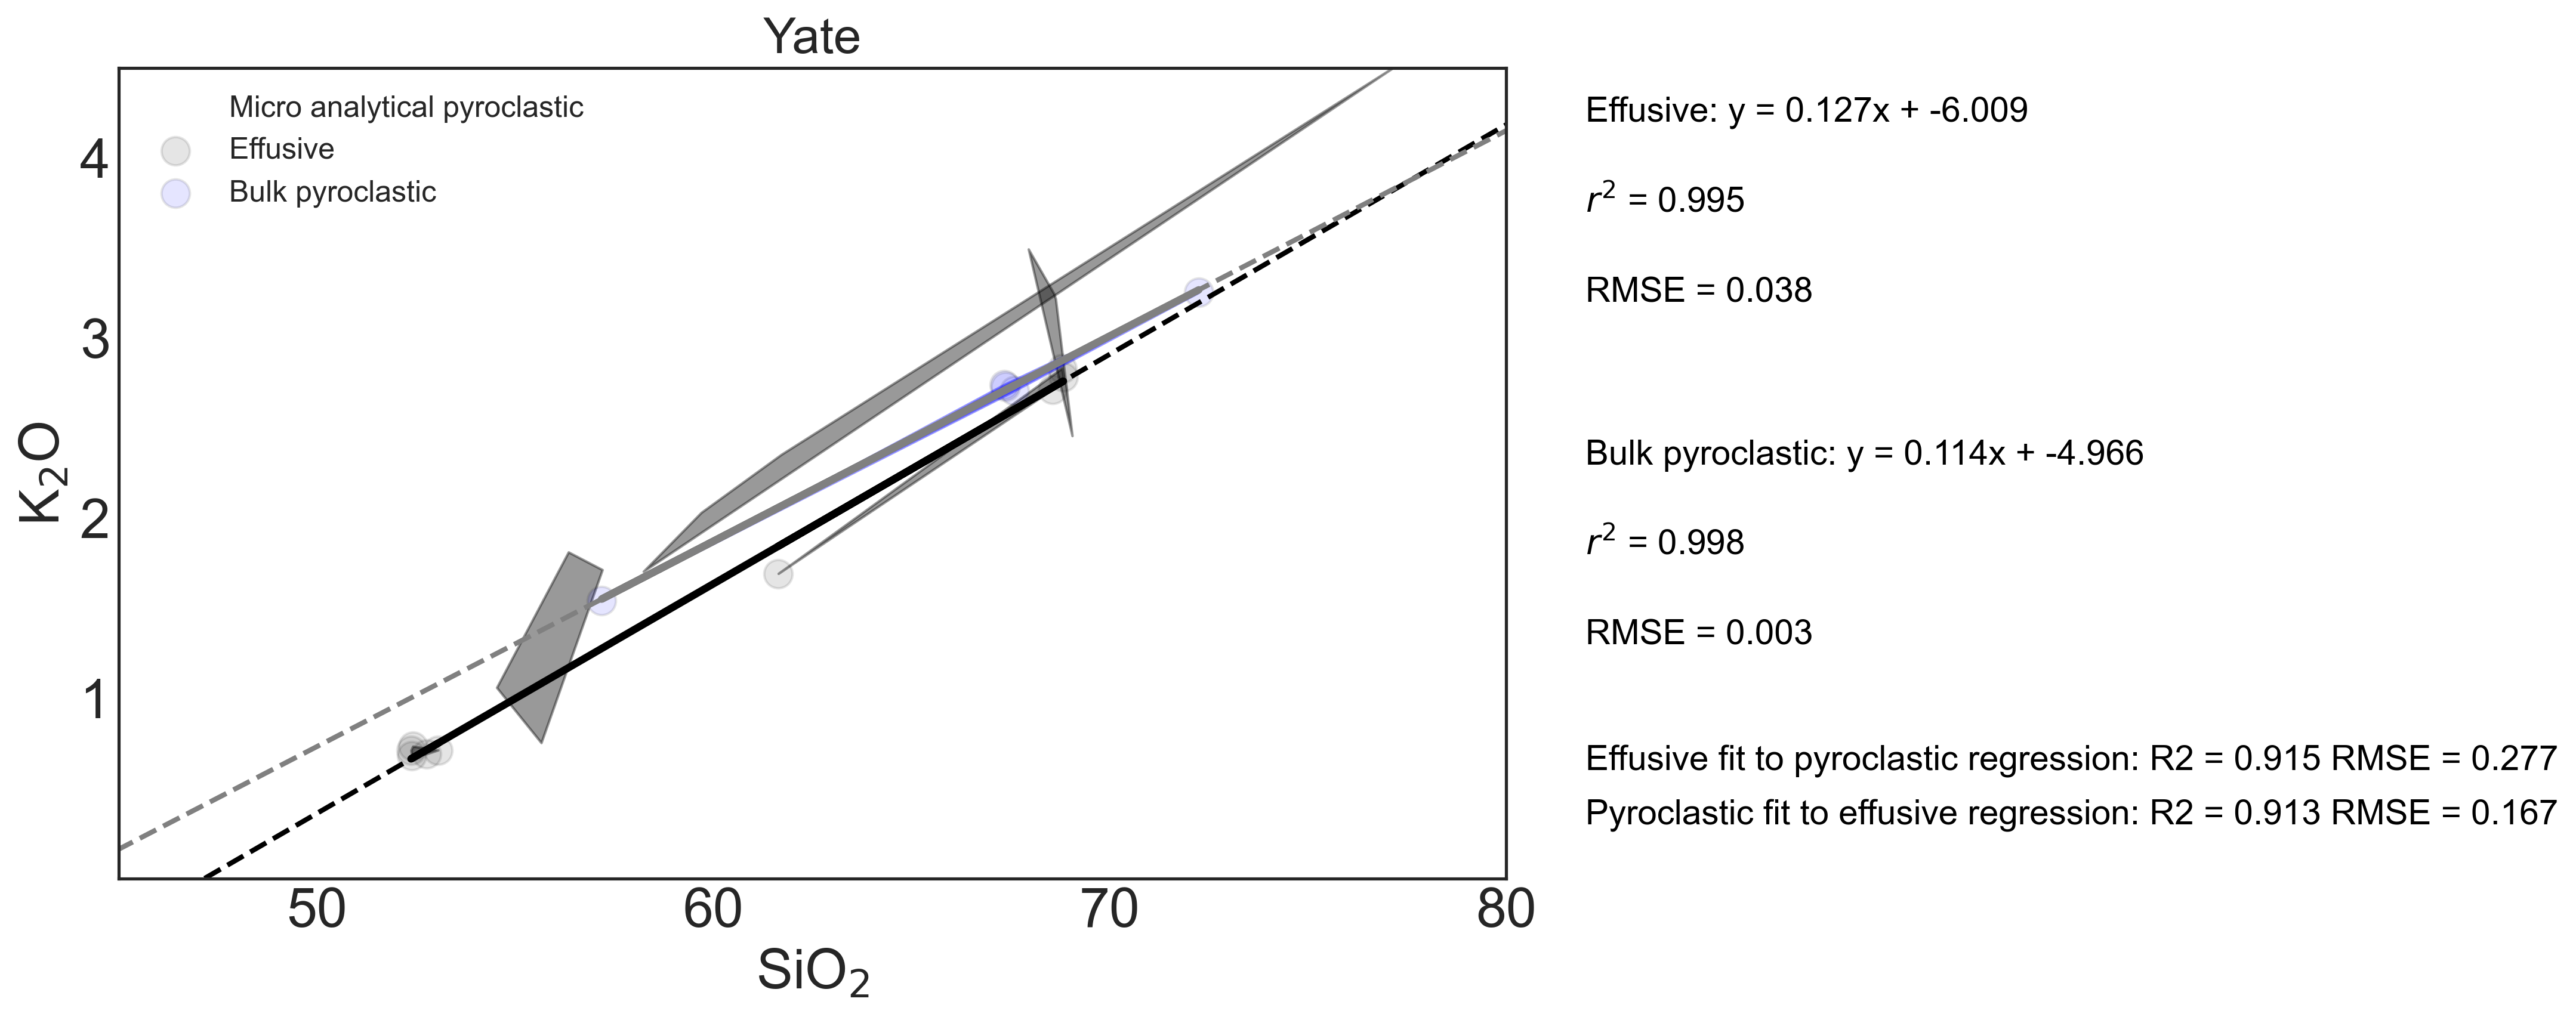 Yate
Micro analytical pyroclastic
Effusive
Bulk pyroclastic
4
3
2
1
K₂O
50
60
70
80
SiO₂
Effusive: y = 0.127x + -6.009
r² = 0.995
RMSE = 0.038
Bulk pyroclastic: y = 0.114x + -4.966
r² = 0.998
RMSE = 0.003
Effusive fit to pyroclastic regression: R2 = 0.915 RMSE = 0.277
Pyroclastic fit to effusive regression: R2 = 0.913 RMSE = 0.167